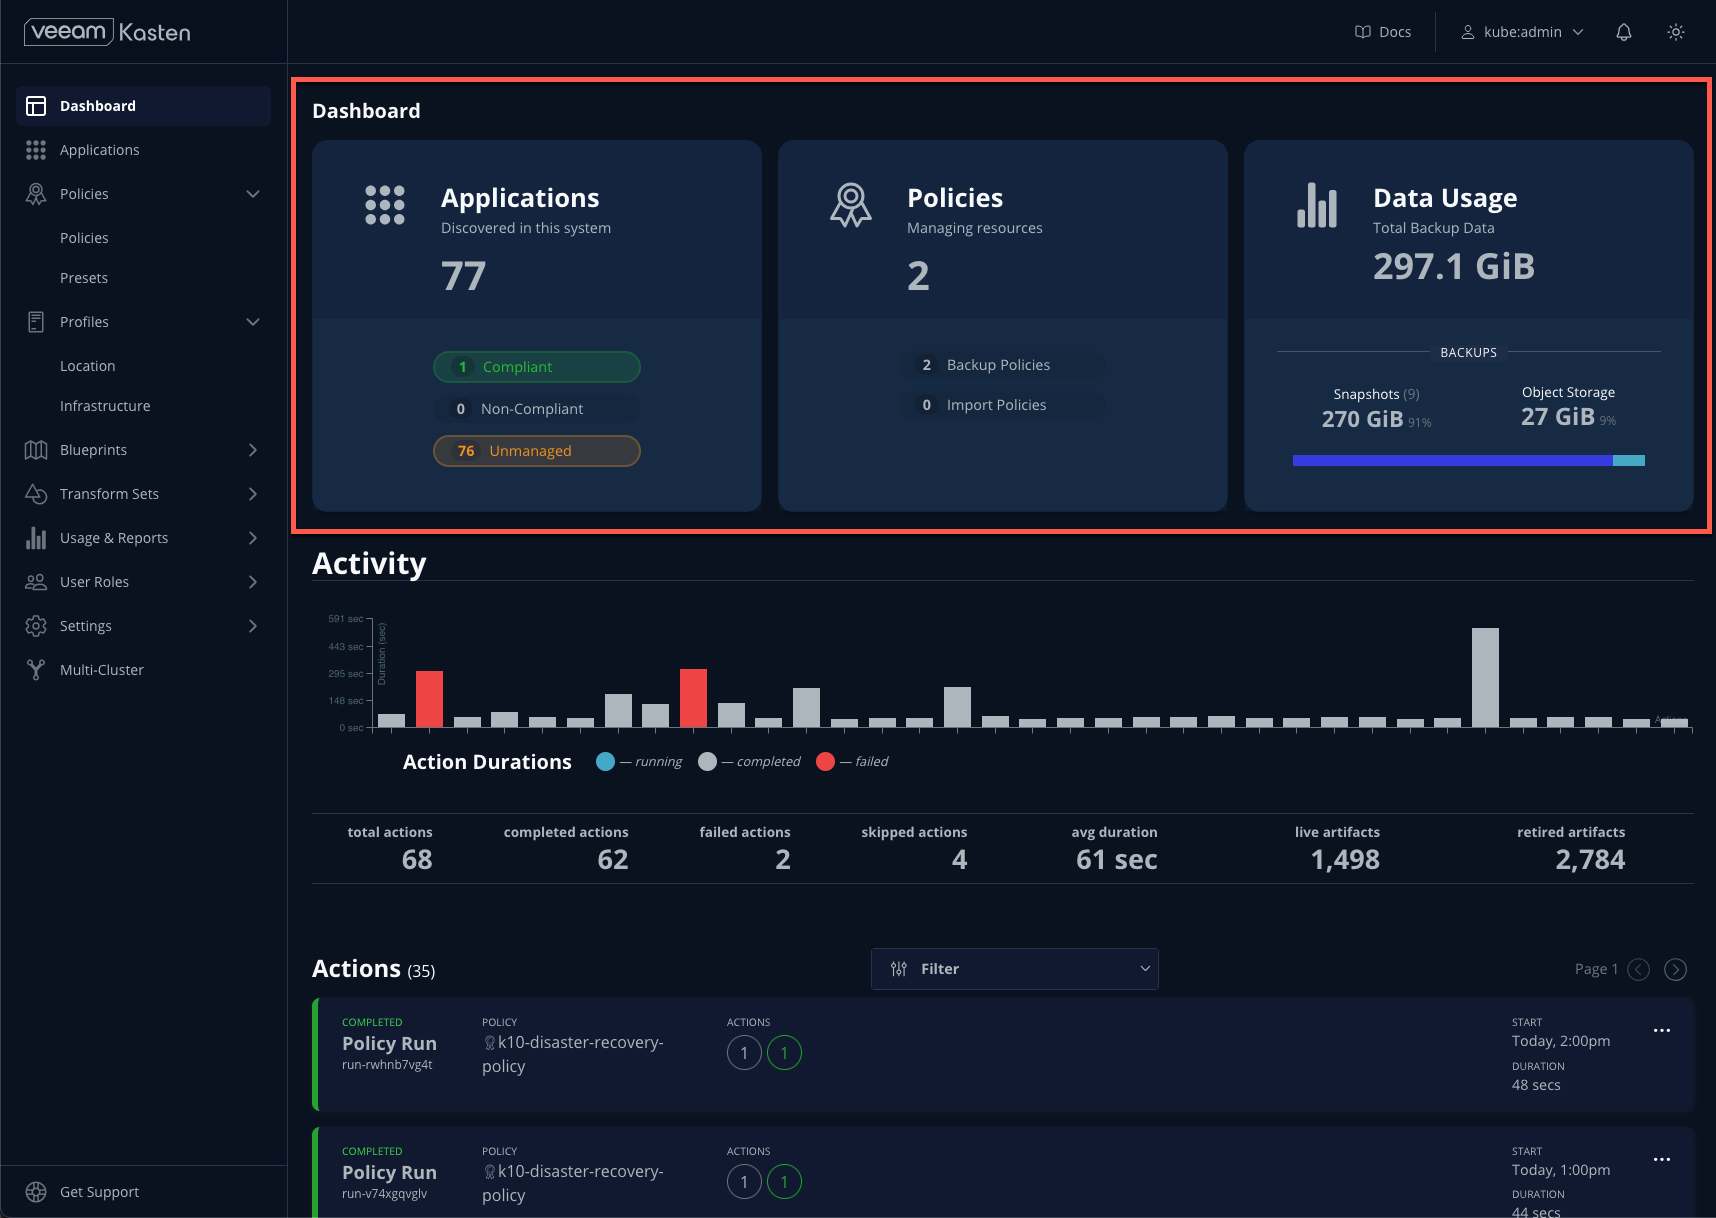 veeam Kasten
Docs
kube:admin
Dashboard
Applications
Policies
Policies
Presets
Profiles
Location
Infrastructure
Blueprints
Transform Sets
Usage & Reports
User Roles
Settings
Multi-Cluster
Get Support
Dashboard
Applications
Discovered in this system
77
1 Compliant
0 Non-Compliant
76 Unmanaged
Policies
Managing resources
2
2 Backup Policies
0 Import Policies
Data Usage
Total Backup Data
297.1 GiB
BACKUPS
Snapshots (9)
270 GiB 91%
Object Storage
27 GiB 9%
Activity
591 sec
443 sec
295 sec
148 sec
0 sec
Duration (sec)
Actions
Action Durations
— running
— completed
— failed
total actions
68
completed actions
62
failed actions
2
skipped actions
4
avg duration
61 sec
live artifacts
1,498
retired artifacts
2,784
Actions (35)
Filter
Page 1
COMPLETED
Policy Run
run-rwhnb7vg4t
POLICY
k10-disaster-recovery-
policy
ACTIONS
1 1
START
Today, 2:00pm
DURATION
48 secs
COMPLETED
Policy Run
run-v74xgqvglv
POLICY
k10-disaster-recovery-
policy
ACTIONS
1 1
START
Today, 1:00pm
DURATION
44 secs